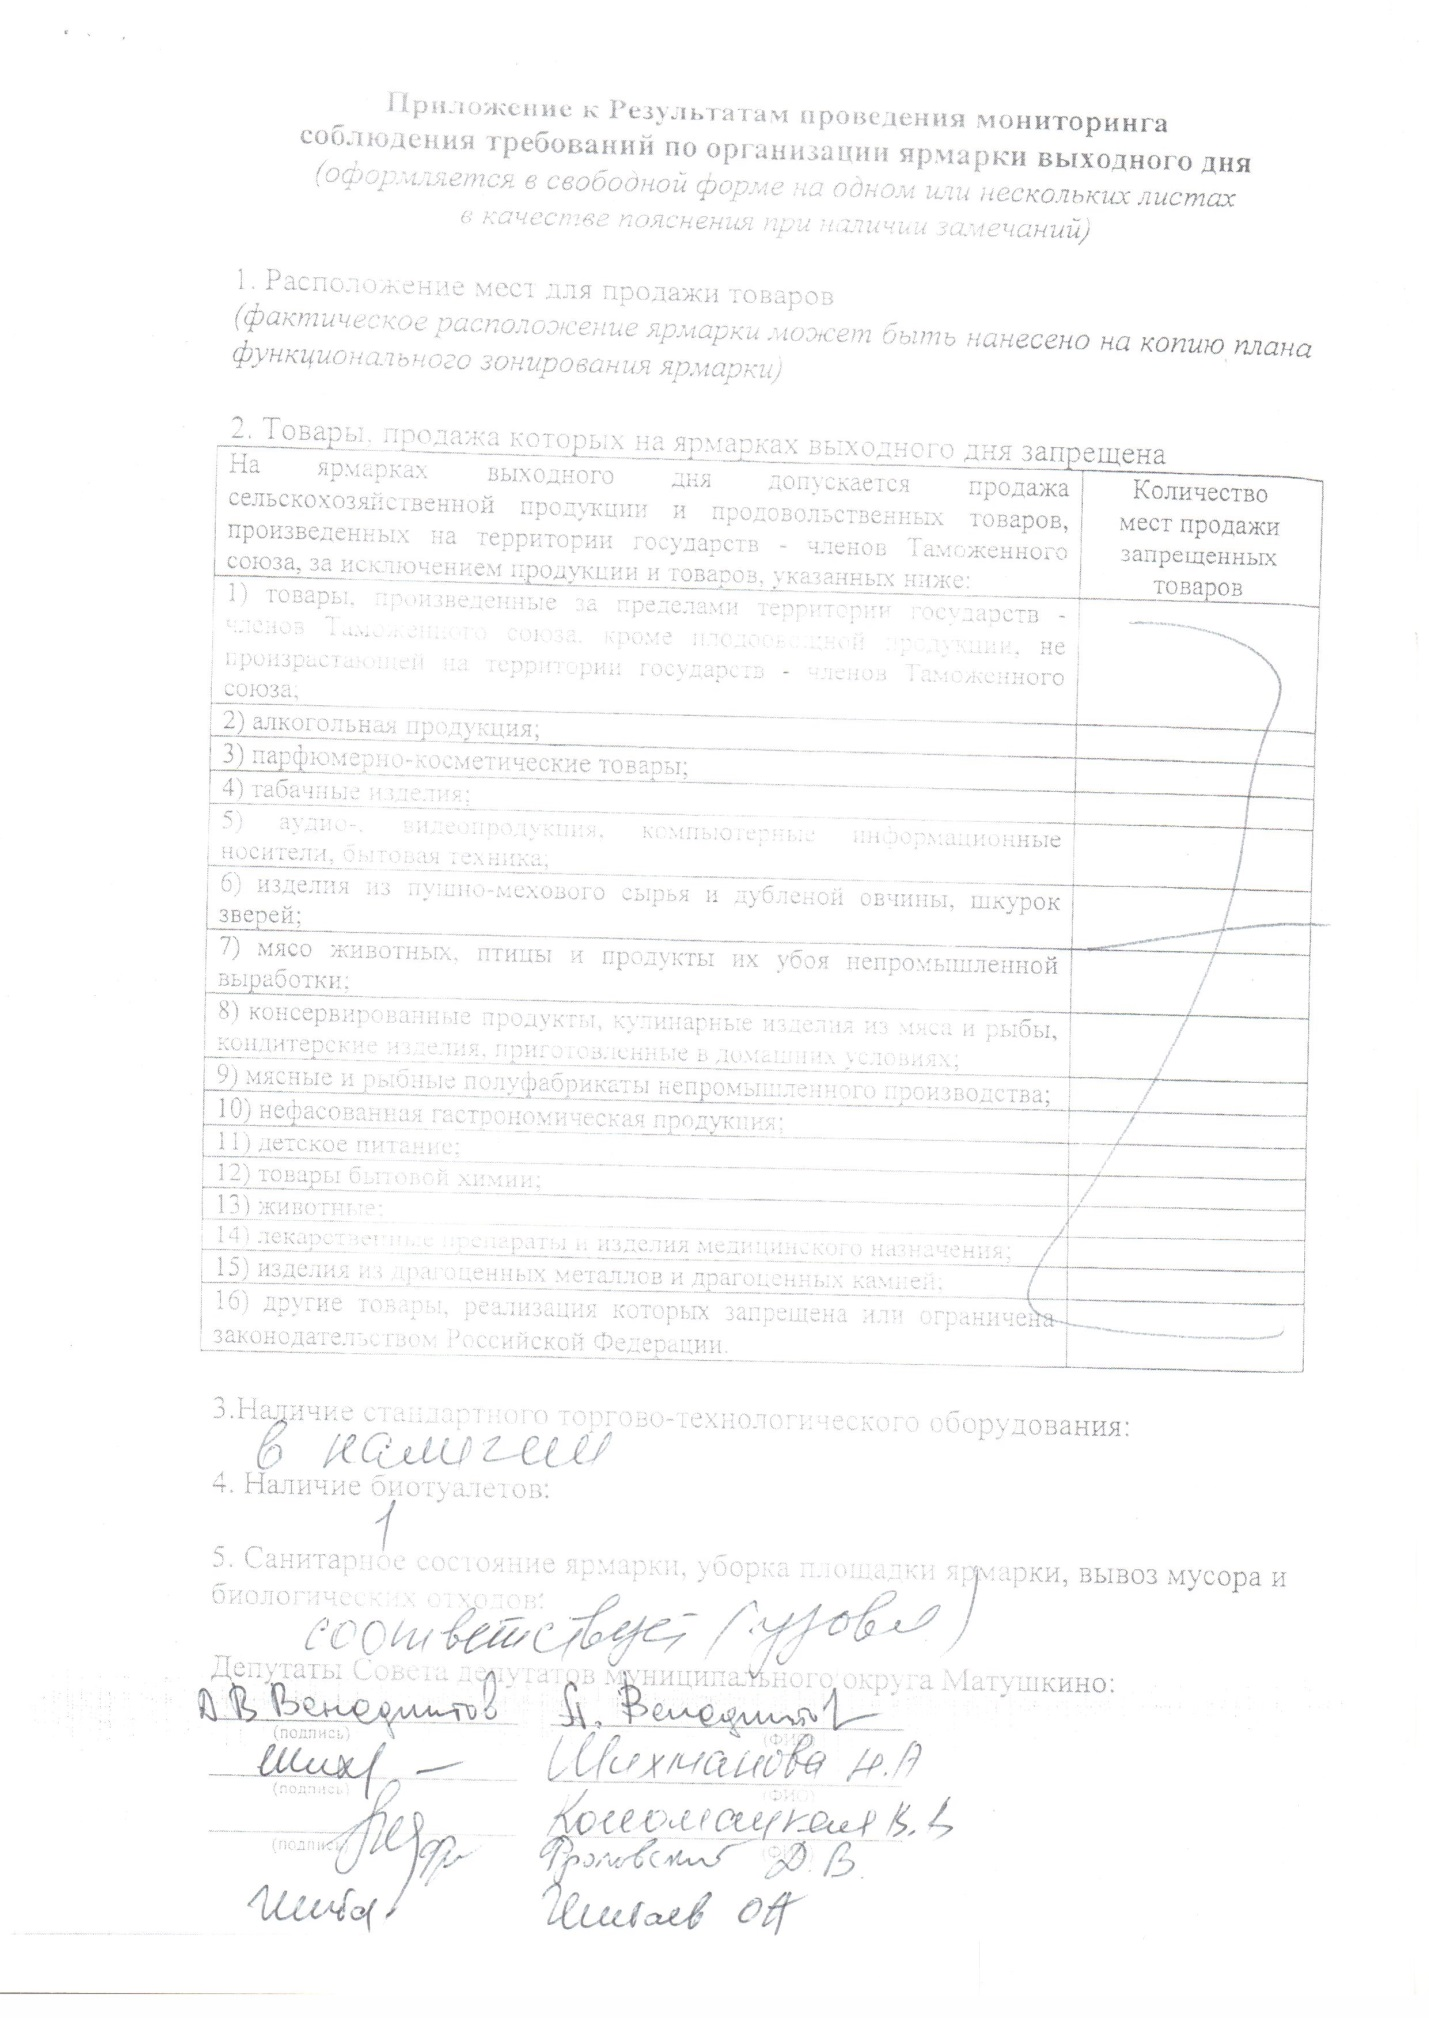 Приложение к Результатам проведения мониторинга
соблюдения требований по организации ярмарки выходного дня
(оформляется в свободной форме на одном или нескольких листах
в качестве пояснения при наличии замечаний)
1. Расположение мест для продажи товаров
(фактическое расположение ярмарки может быть нанесено на копию плана
функционального зонирования ярмарки)
2. Товары, продажа которых на ярмарках выходного дня запрещена
На ярмарках выходного дня допускается продажа
сельскохозяйственной продукции и продовольственных товаров,
произведенных на территории государств - членов Таможенного
союза, за исключением продукции и товаров, указанных ниже:
Количество
мест продажи
запрещенных
товаров
1) товары, произведенные за пределами территории государств -
членов Таможенного союза, кроме плодоовощной продукции, не
произрастающей на территории государств - членов Таможенного
союза;
2) алкогольная продукция;
3) парфюмерно-косметические товары;
4) табачные изделия;
5) аудио-, видеопродукция, компьютерные информационные
носители, бытовая техника;
6) изделия из пушно-мехового сырья и дубленой овчины, шкурок
зверей;
7) мясо животных, птицы и продукты их убоя непромышленной
выработки;
8) консервированные продукты, кулинарные изделия из мяса и рыбы,
кондитерские изделия, приготовленные в домашних условиях;
9) мясные и рыбные полуфабрикаты непромышленного производства;
10) нефасованная гастрономическая продукция;
11) детское питание;
12) товары бытовой химии;
13) животные;
14) лекарственные препараты и изделия медицинского назначения;
15) изделия из драгоценных металлов и драгоценных камней;
16) другие товары, реализация которых запрещена или ограничена
законодательством Российской Федерации.
3.Наличие стандартного торгово-технологического оборудования:
в наличии
4. Наличие биотуалетов:
1
5. Санитарное состояние ярмарки, уборка площадки ярмарки, вывоз мусора и
биологических отходов:
соответствует
Депутаты Совета депутатов муниципального округа Матушкино:
(подпись) (ФИО)
Шихманова Н.А
(подпись) (ФИО)
В.В
(подпись) (ФИО)
Д.В.
ОА